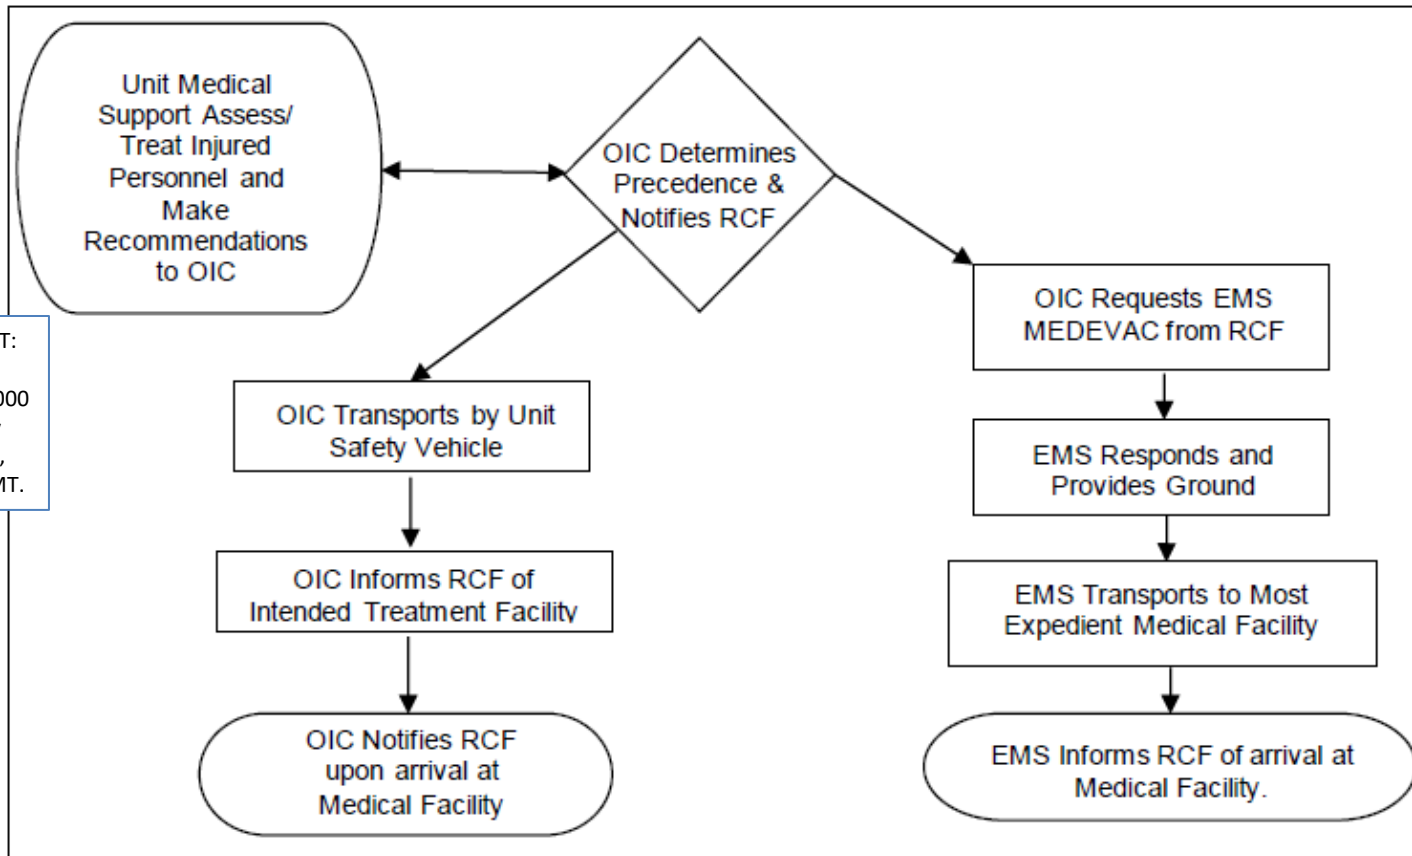 Unit Medical
Support Assess/
Treat Injured
Personnel and
Make
Recommendations
to OIC
OIC Determines
Precedence &
Notifies RCF
T:
000
,
MT.
OIC Transports by Unit
Safety Vehicle
OIC Informs RCF of
Intended Treatment Facility
OIC Notifies RCF
upon arrival at
Medical Facility
OIC Requests EMS
MEDEVAC from RCF
EMS Responds and
Provides Ground
EMS Transports to Most
Expedient Medical Facility
EMS Informs RCF of arrival at
Medical Facility.